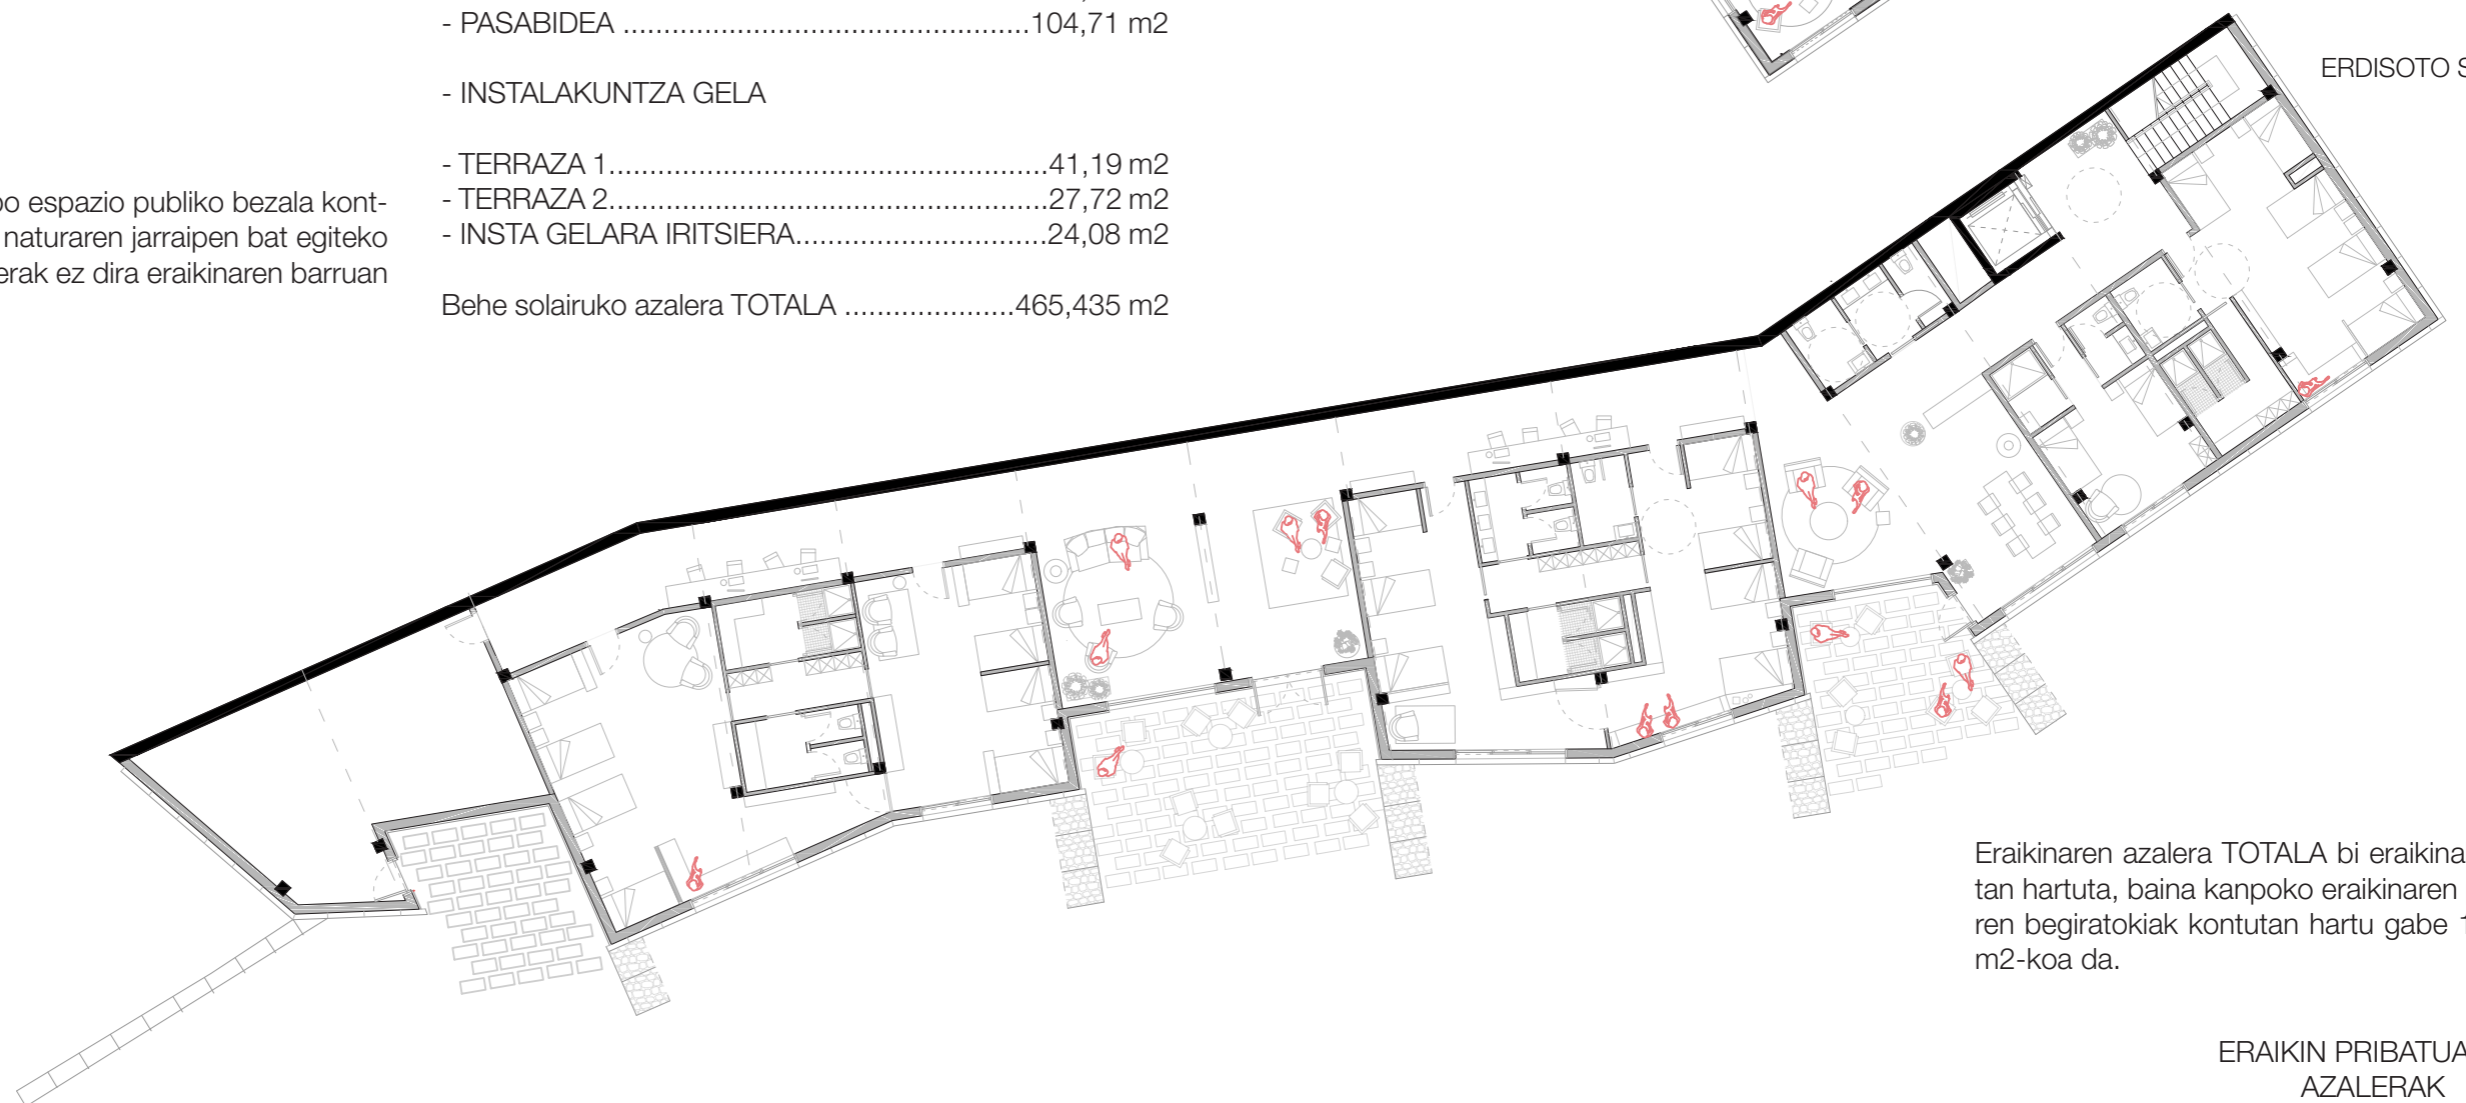 - PASABIDEA ..................................................104,71 m2
- INSTALAKUNTZA GELA
- TERRAZA 1......................................................41,19 m2
- TERRAZA 2......................................................27,72 m2
- INSTA GELARA IRITSIERA...............................24,08 m2
Behe solairuko azalera TOTALA .....................465,435 m2
espazio publiko bezala kont-
naturaren jarraipen bat egiteko
ez dira eraikinaren barruan
ERDISOTO
Eraikinaren azalera TOTALA bi
tan hartuta, baina kanpoko eraikinaren
ren begiratokiak kontutan hartu gabe
m2-koa da.
ERAIKIN PRIBATUA
AZALERAK